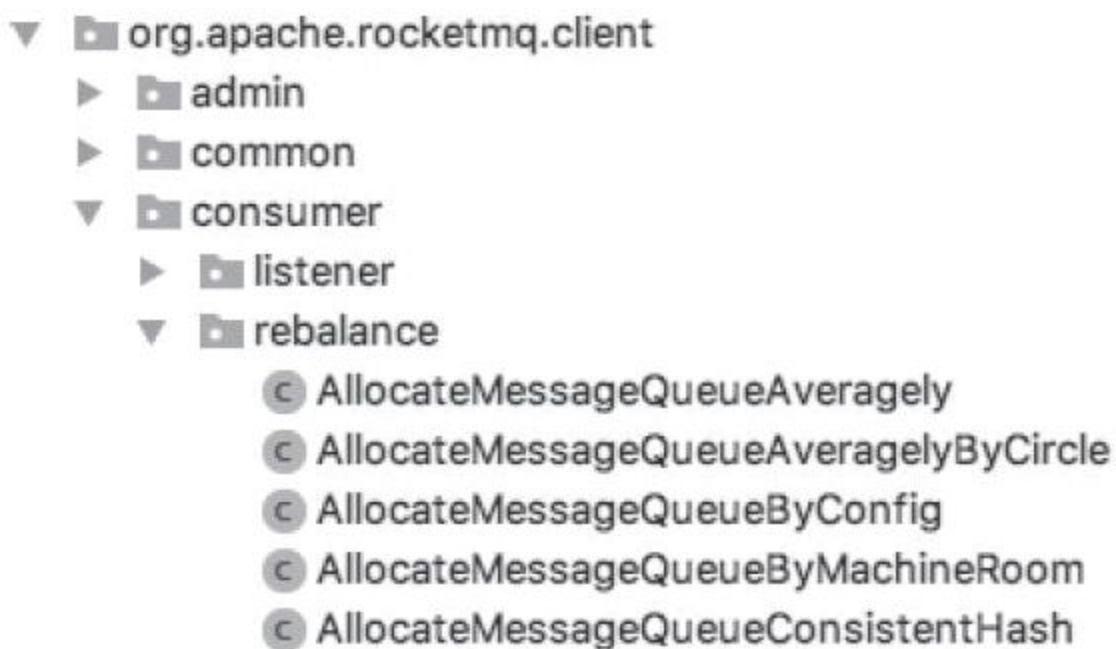 org.apache.rocketmq.client
admin
common
consumer
listener
rebalance
C AllocateMessageQueueAveragely
C AllocateMessageQueueAveragelyByCircle
C AllocateMessageQueueByConfig
C AllocateMessageQueueByMachineRoom
C AllocateMessageQueueConsistentHash